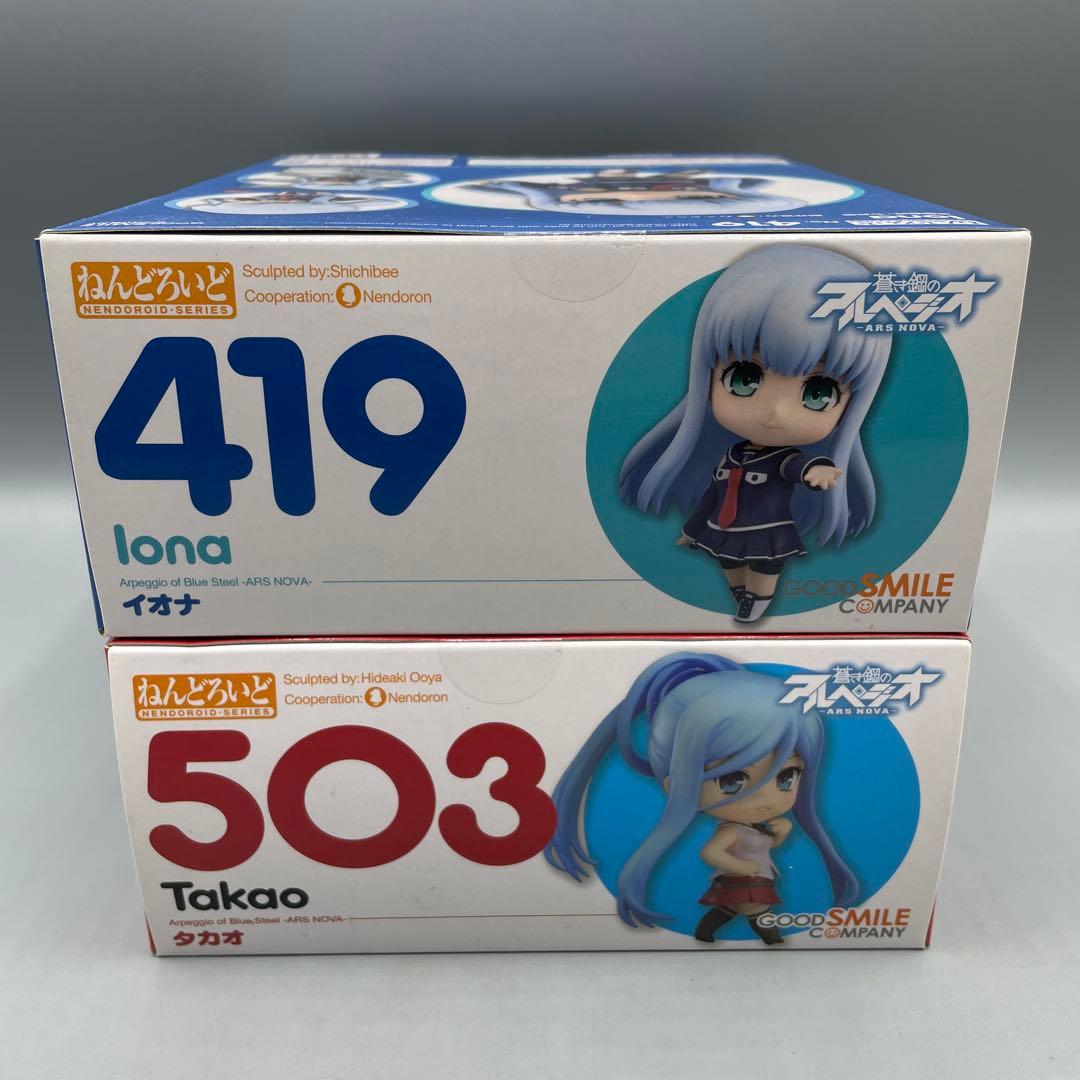 419
ねんどろいど
NENDOROID·SERIES
Sculpted by:Shichibee
Cooperation: Nendoron
蒼き鋼の
アルペジオ
-ARS NOVA-
419
Iona
Arpeggio of Blue Steel -ARS NOVA-
イオナ
GOOD SMILE
COMPANY
ねんどろいど
NENDOROID·SERIES
Sculpted by:Hideaki Ooya
Cooperation: Nendoron
蒼き鋼の
アルペジオ
-ARS NOVA-
503
Takao
Arpeggio of Blue Steel -ARS NOVA-
タカオ
GOOD SMILE
COMPANY